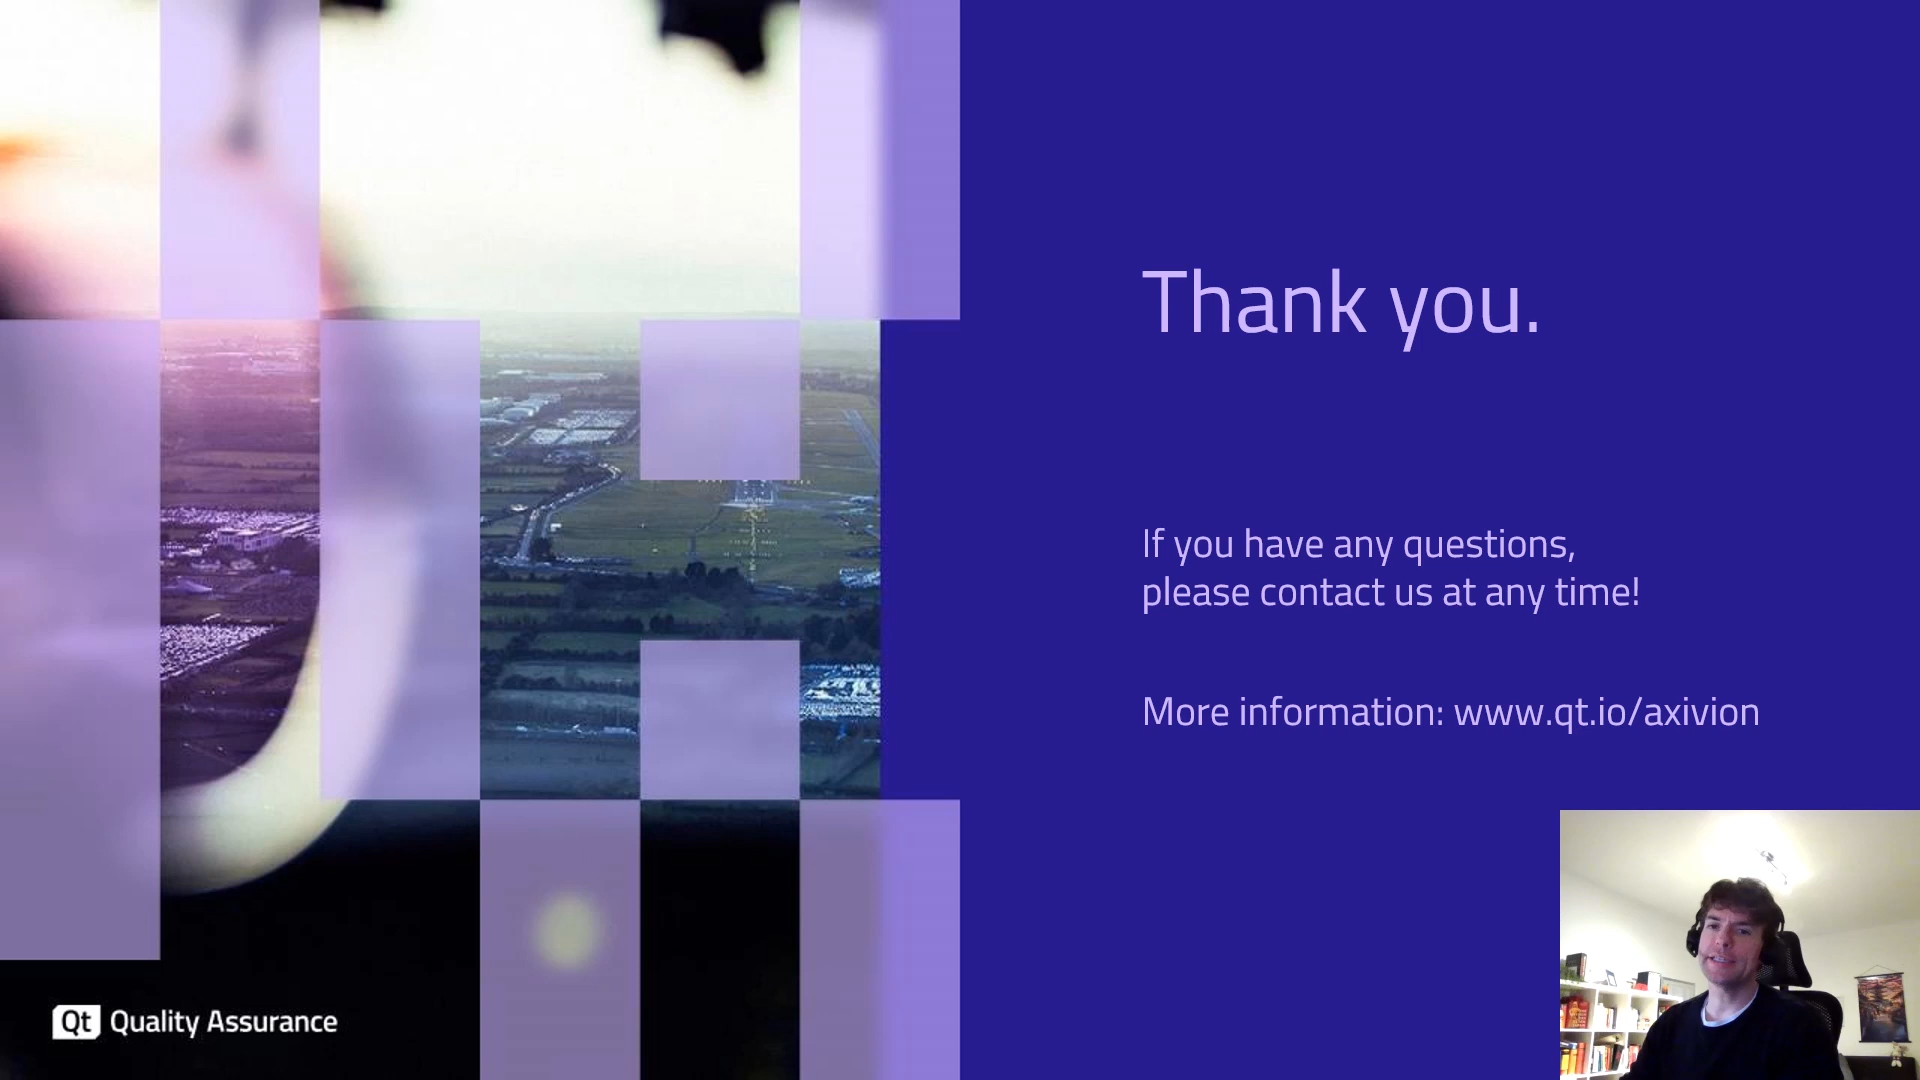 Thank you.
If you have any questions,
please contact us at any time!
More information: www.qt.io/axivion
Qt Quality Assurance